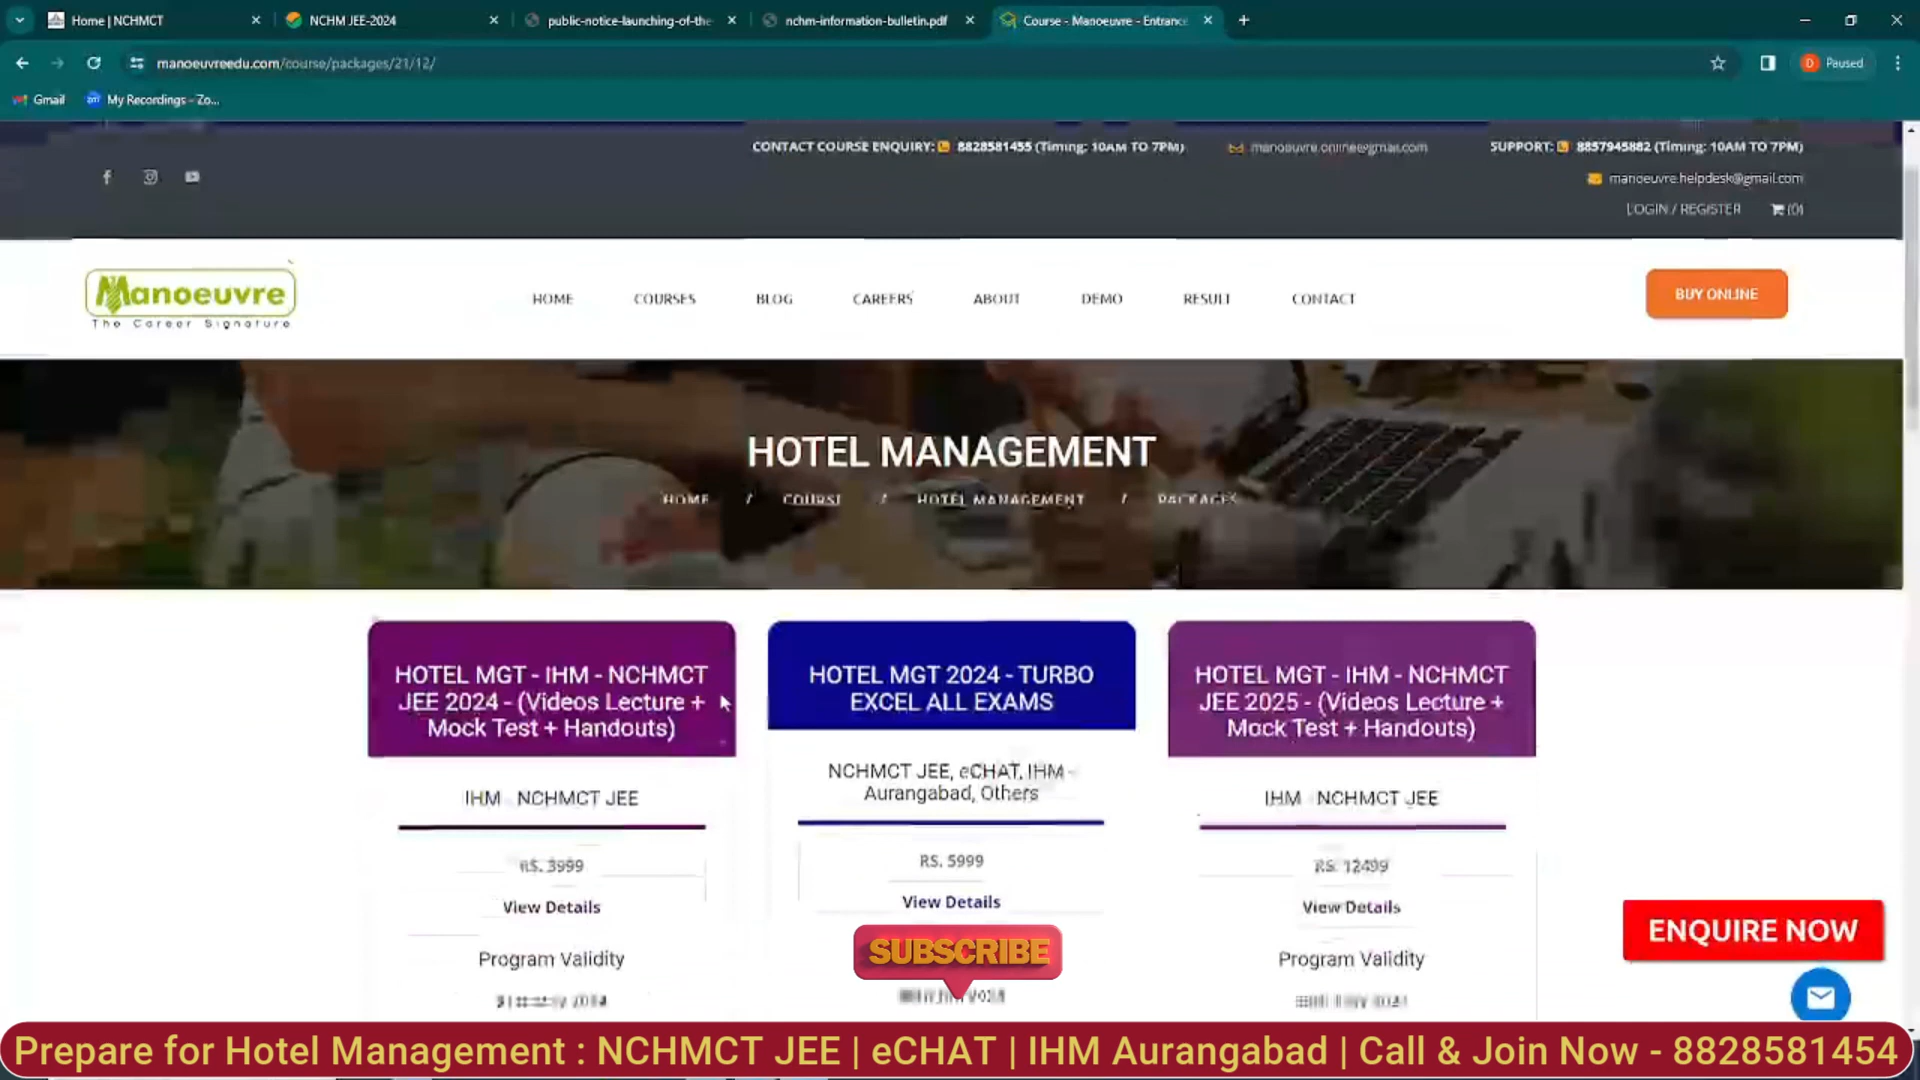 Home | NCHMCT
NCHM JEE-2024
public-notice-launching-of-the
nchm-information-bulletin.pdf
Course - Manoeuvre - Entrance
manoeuvreedu.com/course/packages/21/12/
D Paused
Gmail
My Recordings - Zo...
CONTACT COURSE ENQUIRY: 8828581455 (Timing: 10AM TO 7PM)
manoeuvre.online@gmail.com
SUPPORT: 8857945882 (Timing: 10AM TO 7PM)
manoeuvre.helpdesk@gmail.com
LOGIN / REGISTER (0)
Manoeuvre
The Career Signature
HOME COURSES BLOG CAREERS ABOUT DEMO RESULT CONTACT
BUY ONLINE
HOTEL MANAGEMENT
HOME / COURSE / HOTEL MANAGEMENT / PACKAGES
HOTEL MGT - IHM - NCHMCT
JEE 2024 - (Videos Lecture +
Mock Test + Handouts)
IHM - NCHMCT JEE
RS. 3999
View Details
Program Validity
HOTEL MGT 2024 - TURBO
EXCEL ALL EXAMS
NCHMCT JEE, eCHAT, IHM -
Aurangabad, Others
RS. 5999
View Details
HOTEL MGT - IHM - NCHMCT
JEE 2025 - (Videos Lecture +
Mock Test + Handouts)
IHM - NCHMCT JEE
RS. 12499
View Details
Program Validity
SUBSCRIBE
ENQUIRE NOW
Prepare for Hotel Management : NCHMCT JEE | eCHAT | IHM Aurangabad | Call & Join Now - 8828581454